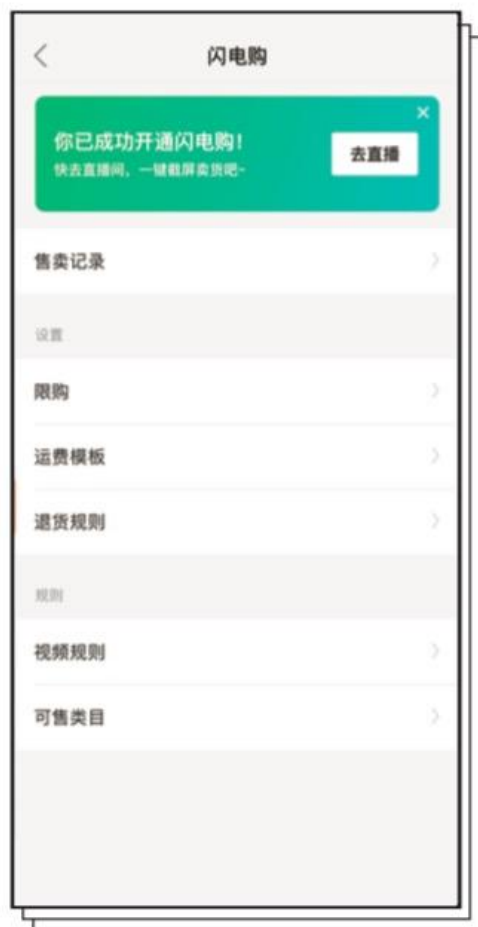 闪电购
你已成功开通闪电购!
快去直播间，一键截屏卖货吧~
去直播
售卖记录
设置
限购
运费模板
退货规则
规则
视频规则
可售类目